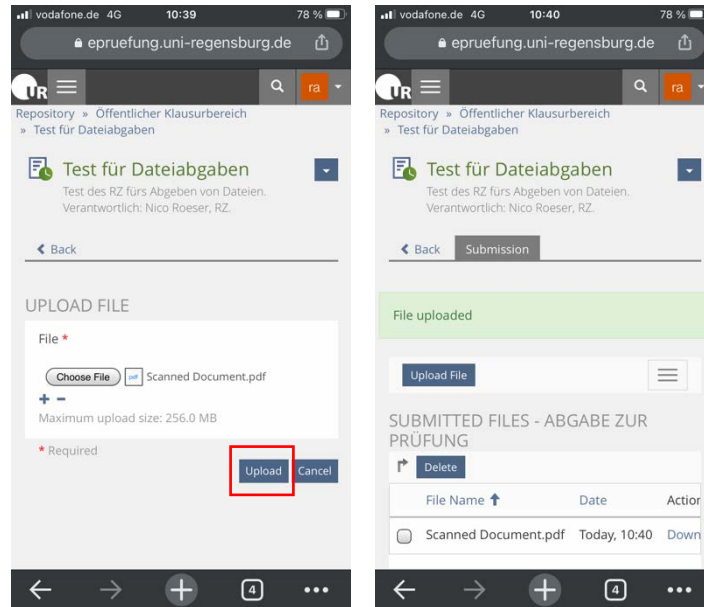 vodafone.de 4G 10:39 78 %
epruefung.uni-regensburg.de
UR ra
Repository » Öffentlicher Klausurbereich
» Test für Dateiabgaben
Test für Dateiabgaben
Test des RZ fürs Abgeben von Dateien.
Verantwortlich: Nico Roeser, RZ.
Back
UPLOAD FILE
File *
Choose File pdf Scanned Document.pdf
+ −
Maximum upload size: 256.0 MB
* Required
Upload Cancel
4
vodafone.de 4G 10:40 78 %
epruefung.uni-regensburg.de
UR ra
Repository » Öffentlicher Klausurbereich
» Test für Dateiabgaben
Test für Dateiabgaben
Test des RZ fürs Abgeben von Dateien.
Verantwortlich: Nico Roeser, RZ.
Back Submission
File uploaded
Upload File
SUBMITTED FILES - ABGABE ZUR
PRÜFUNG
Delete
File Name Date Action
Scanned Document.pdf Today, 10:40 Down
4